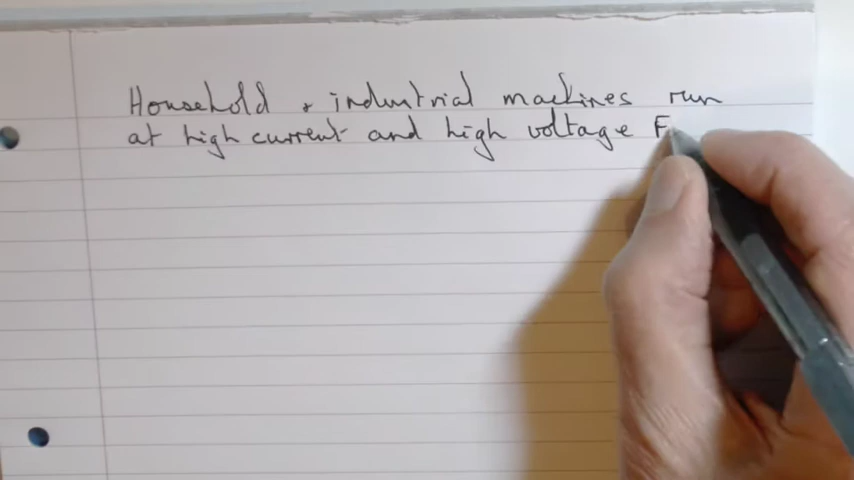 Household + industrial machines run
at high current and high voltage F